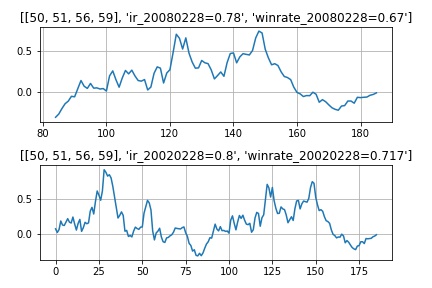 [[50, 51, 56, 59], 'ir_20080228=0.78', 'winrate_20080228=0.67']
0.5
0.0
80 100 120 140 160 180
[[50, 51, 56, 59], 'ir_20020228=0.8', 'winrate_20020228=0.717']
0.5
0.0
0 25 50 75 100 125 150 175